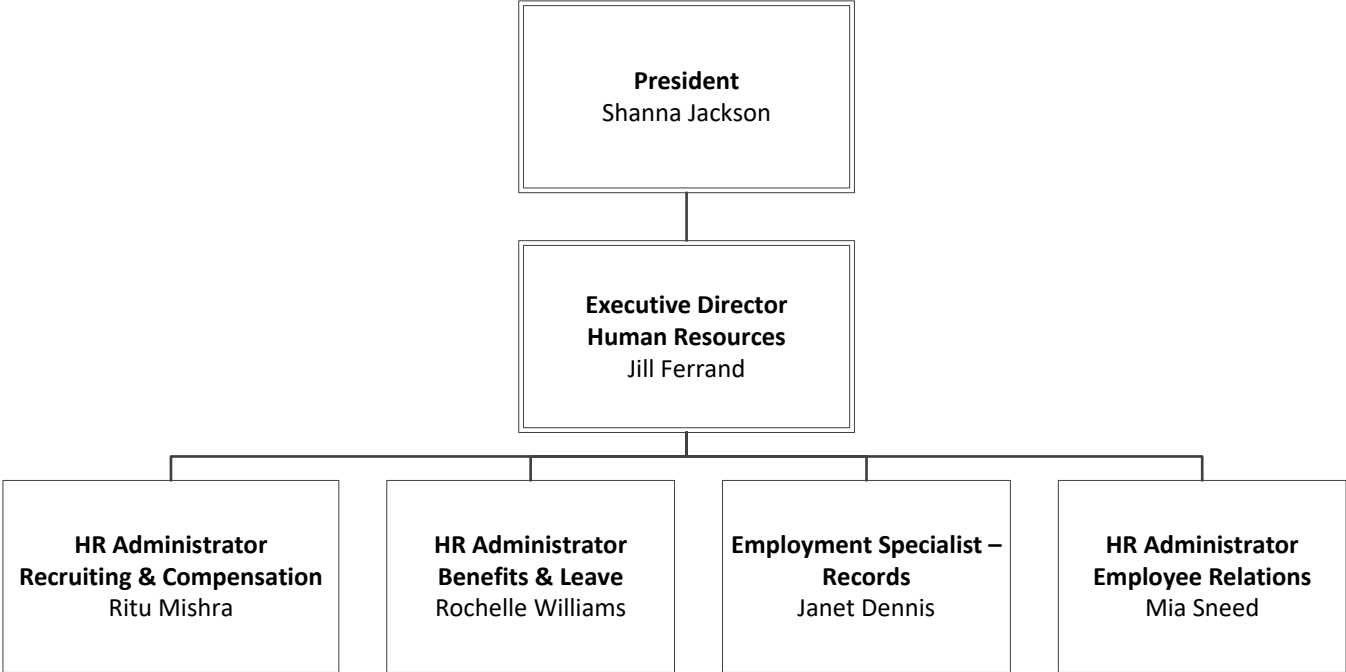 President
Shanna Jackson
Executive Director
Human Resources
Jill Ferrand
HR Administrator
Recruiting & Compensation
Ritu Mishra
HR Administrator
Benefits & Leave
Rochelle Williams
Employment Specialist –
Records
Janet Dennis
HR Administrator
Employee Relations
Mia Sneed